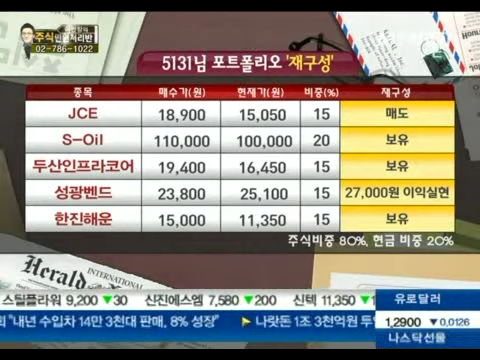 주식
02-786-1022
5131님 포트폴리오 '재구성'
종목 매수가(원) 현재가(원) 비중(%) 재구성
JCE 18,900 15,050 15 매도
S-Oil 110,000 100,000 20 보유
두산인프라코어 19,400 16,450 15 보유
성광벤드 23,800 25,100 15 27,000원 이익실현
한진해운 15,000 11,350 15 보유
주식비중 80%, 현금 비중 20%
INTERNATIONAL
Herald
스틸플라워 9,200 ▼30 신진에스엠 7,580 ▼200 신텍 11,350
유로달러
"내년 수입차 14만 3천대 판매, 8% 성장" ▶ 나랏돈 1조 3천억원
1,2900 ▼0,0126
나스닥선물